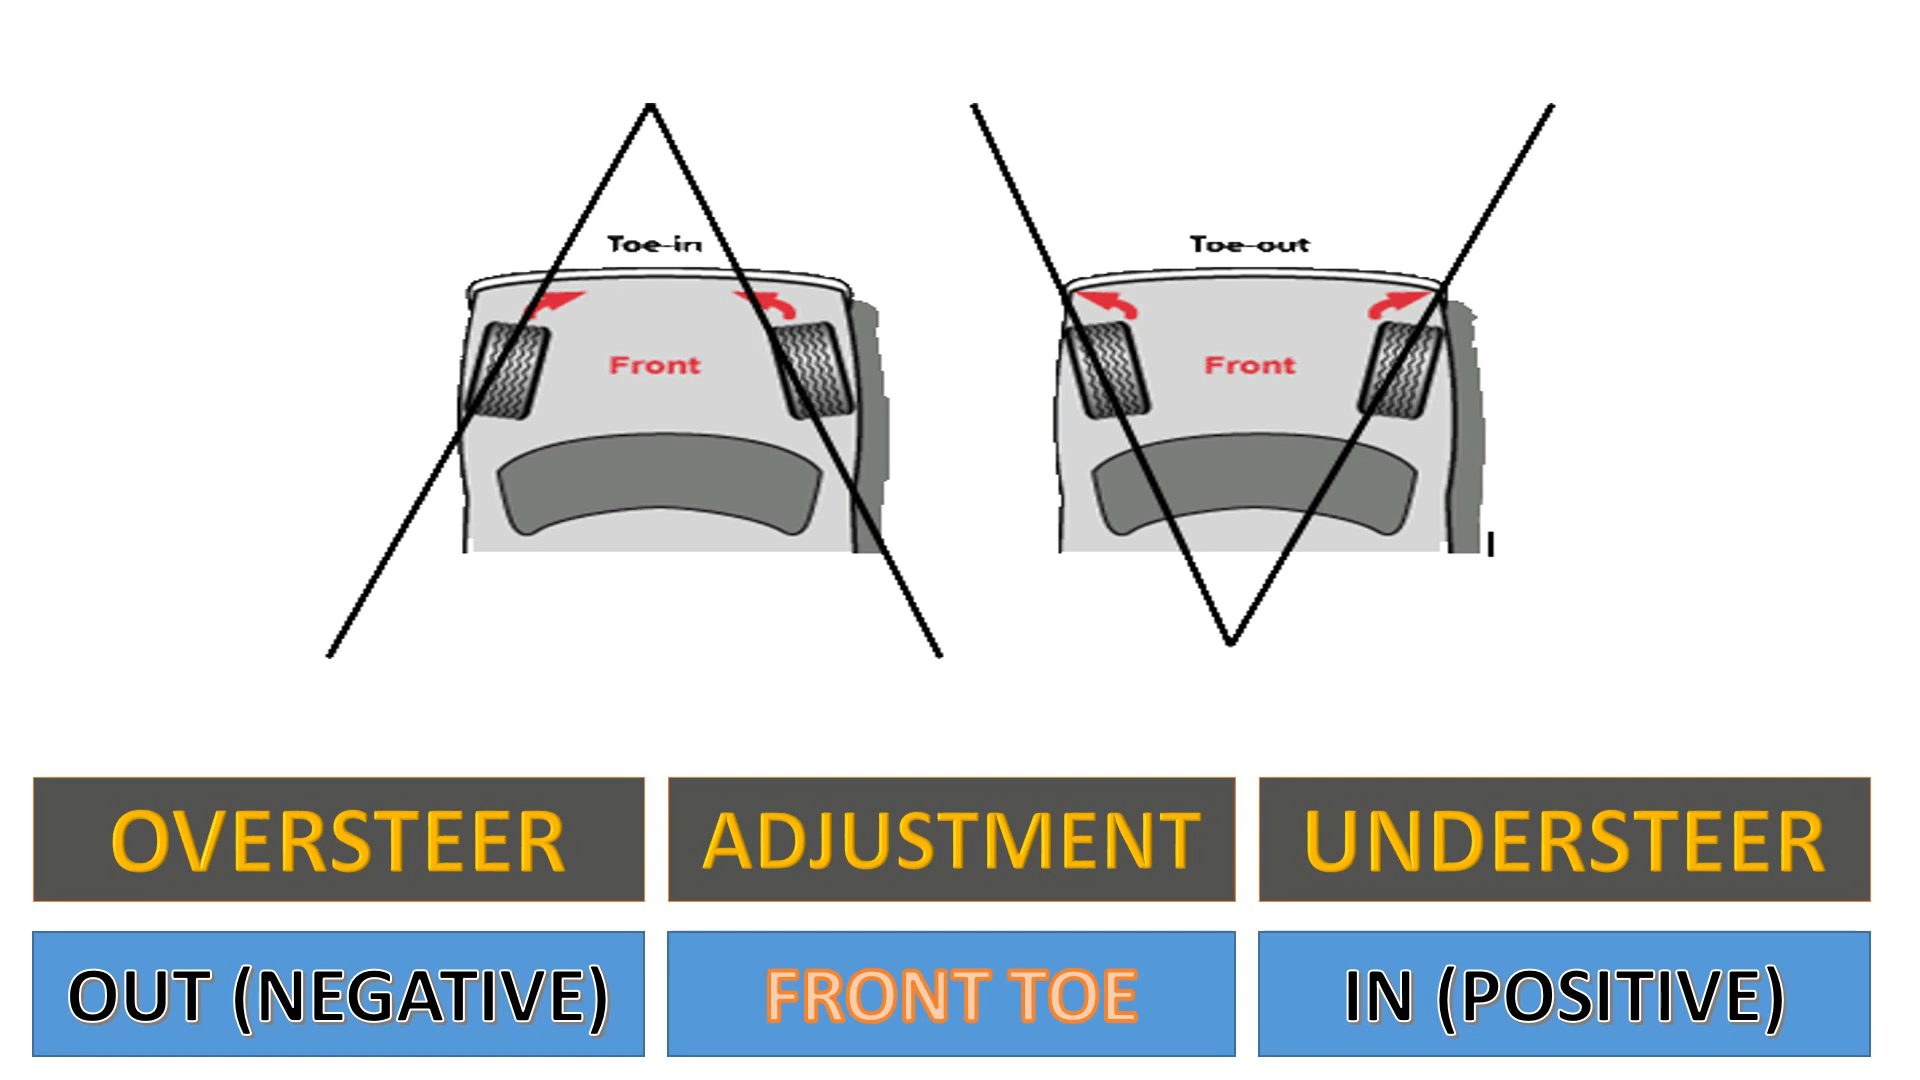 Toe-in
Toe-out
Front
Front
OVERSTEER
ADJUSTMENT
UNDERSTEER
OUT (NEGATIVE)
FRONT TOE
IN (POSITIVE)